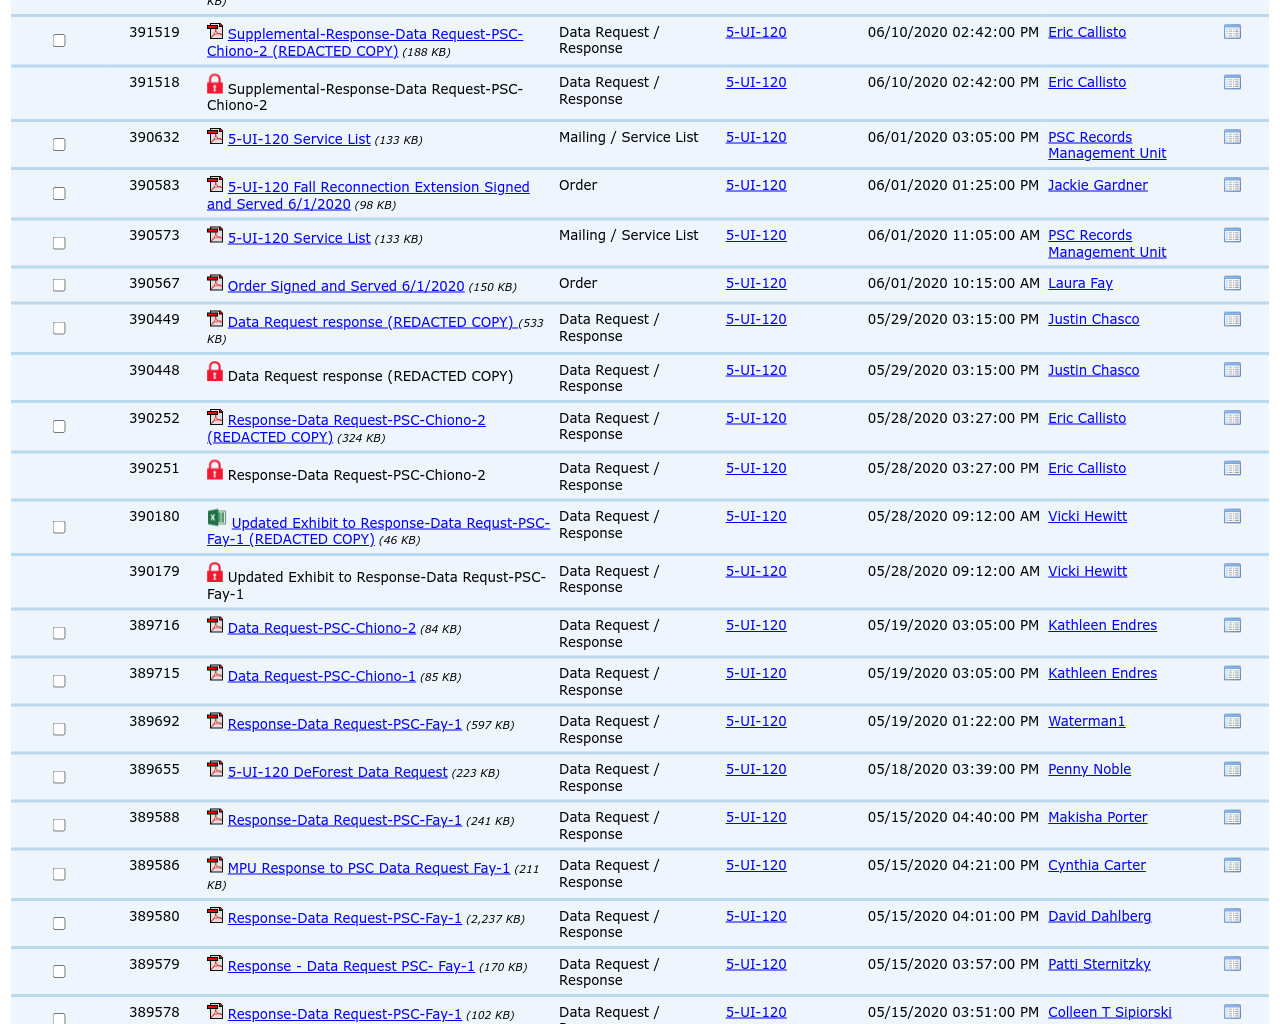 KB)
391519 Supplemental-Response-Data Request-PSC- Data Request / 5-UI-120 06/10/2020 02:42:00 PM Eric Callisto
Chiono-2 (REDACTED COPY) (188 KB) Response
391518 Supplemental-Response-Data Request-PSC- Data Request / 5-UI-120 06/10/2020 02:42:00 PM Eric Callisto
Chiono-2 Response
390632 5-UI-120 Service List (133 KB) Mailing / Service List 5-UI-120 06/01/2020 03:05:00 PM PSC Records
Management Unit
390583 5-UI-120 Fall Reconnection Extension Signed Order 5-UI-120 06/01/2020 01:25:00 PM Jackie Gardner
and Served 6/1/2020 (98 KB)
390573 5-UI-120 Service List (133 KB) Mailing / Service List 5-UI-120 06/01/2020 11:05:00 AM PSC Records
Management Unit
390567 Order Signed and Served 6/1/2020 (150 KB) Order 5-UI-120 06/01/2020 10:15:00 AM Laura Fay
390449 Data Request response (REDACTED COPY) (533 Data Request / 5-UI-120 05/29/2020 03:15:00 PM Justin Chasco
KB) Response
390448 Data Request response (REDACTED COPY) Data Request / 5-UI-120 05/29/2020 03:15:00 PM Justin Chasco
Response
390252 Response-Data Request-PSC-Chiono-2 Data Request / 5-UI-120 05/28/2020 03:27:00 PM Eric Callisto
(REDACTED COPY) (324 KB) Response
390251 Response-Data Request-PSC-Chiono-2 Data Request / 5-UI-120 05/28/2020 03:27:00 PM Eric Callisto
Response
390180 Updated Exhibit to Response-Data Requst-PSC- Data Request / 5-UI-120 05/28/2020 09:12:00 AM Vicki Hewitt
Fay-1 (REDACTED COPY) (46 KB) Response
390179 Updated Exhibit to Response-Data Requst-PSC- Data Request / 5-UI-120 05/28/2020 09:12:00 AM Vicki Hewitt
Fay-1 Response
389716 Data Request-PSC-Chiono-2 (84 KB) Data Request / 5-UI-120 05/19/2020 03:05:00 PM Kathleen Endres
Response
389715 Data Request-PSC-Chiono-1 (85 KB) Data Request / 5-UI-120 05/19/2020 03:05:00 PM Kathleen Endres
Response
389692 Response-Data Request-PSC-Fay-1 (597 KB) Data Request / 5-UI-120 05/19/2020 01:22:00 PM Waterman1
Response
389655 5-UI-120 DeForest Data Request (223 KB) Data Request / 5-UI-120 05/18/2020 03:39:00 PM Penny Noble
Response
389588 Response-Data Request-PSC-Fay-1 (241 KB) Data Request / 5-UI-120 05/15/2020 04:40:00 PM Makisha Porter
Response
389586 MPU Response to PSC Data Request Fay-1 (211 Data Request / 5-UI-120 05/15/2020 04:21:00 PM Cynthia Carter
KB) Response
389580 Response-Data Request-PSC-Fay-1 (2,237 KB) Data Request / 5-UI-120 05/15/2020 04:01:00 PM David Dahlberg
Response
389579 Response - Data Request PSC- Fay-1 (170 KB) Data Request / 5-UI-120 05/15/2020 03:57:00 PM Patti Sternitzky
Response
389578 Response-Data Request-PSC-Fay-1 (102 KB) Data Request / 5-UI-120 05/15/2020 03:51:00 PM Colleen T Sipiorski